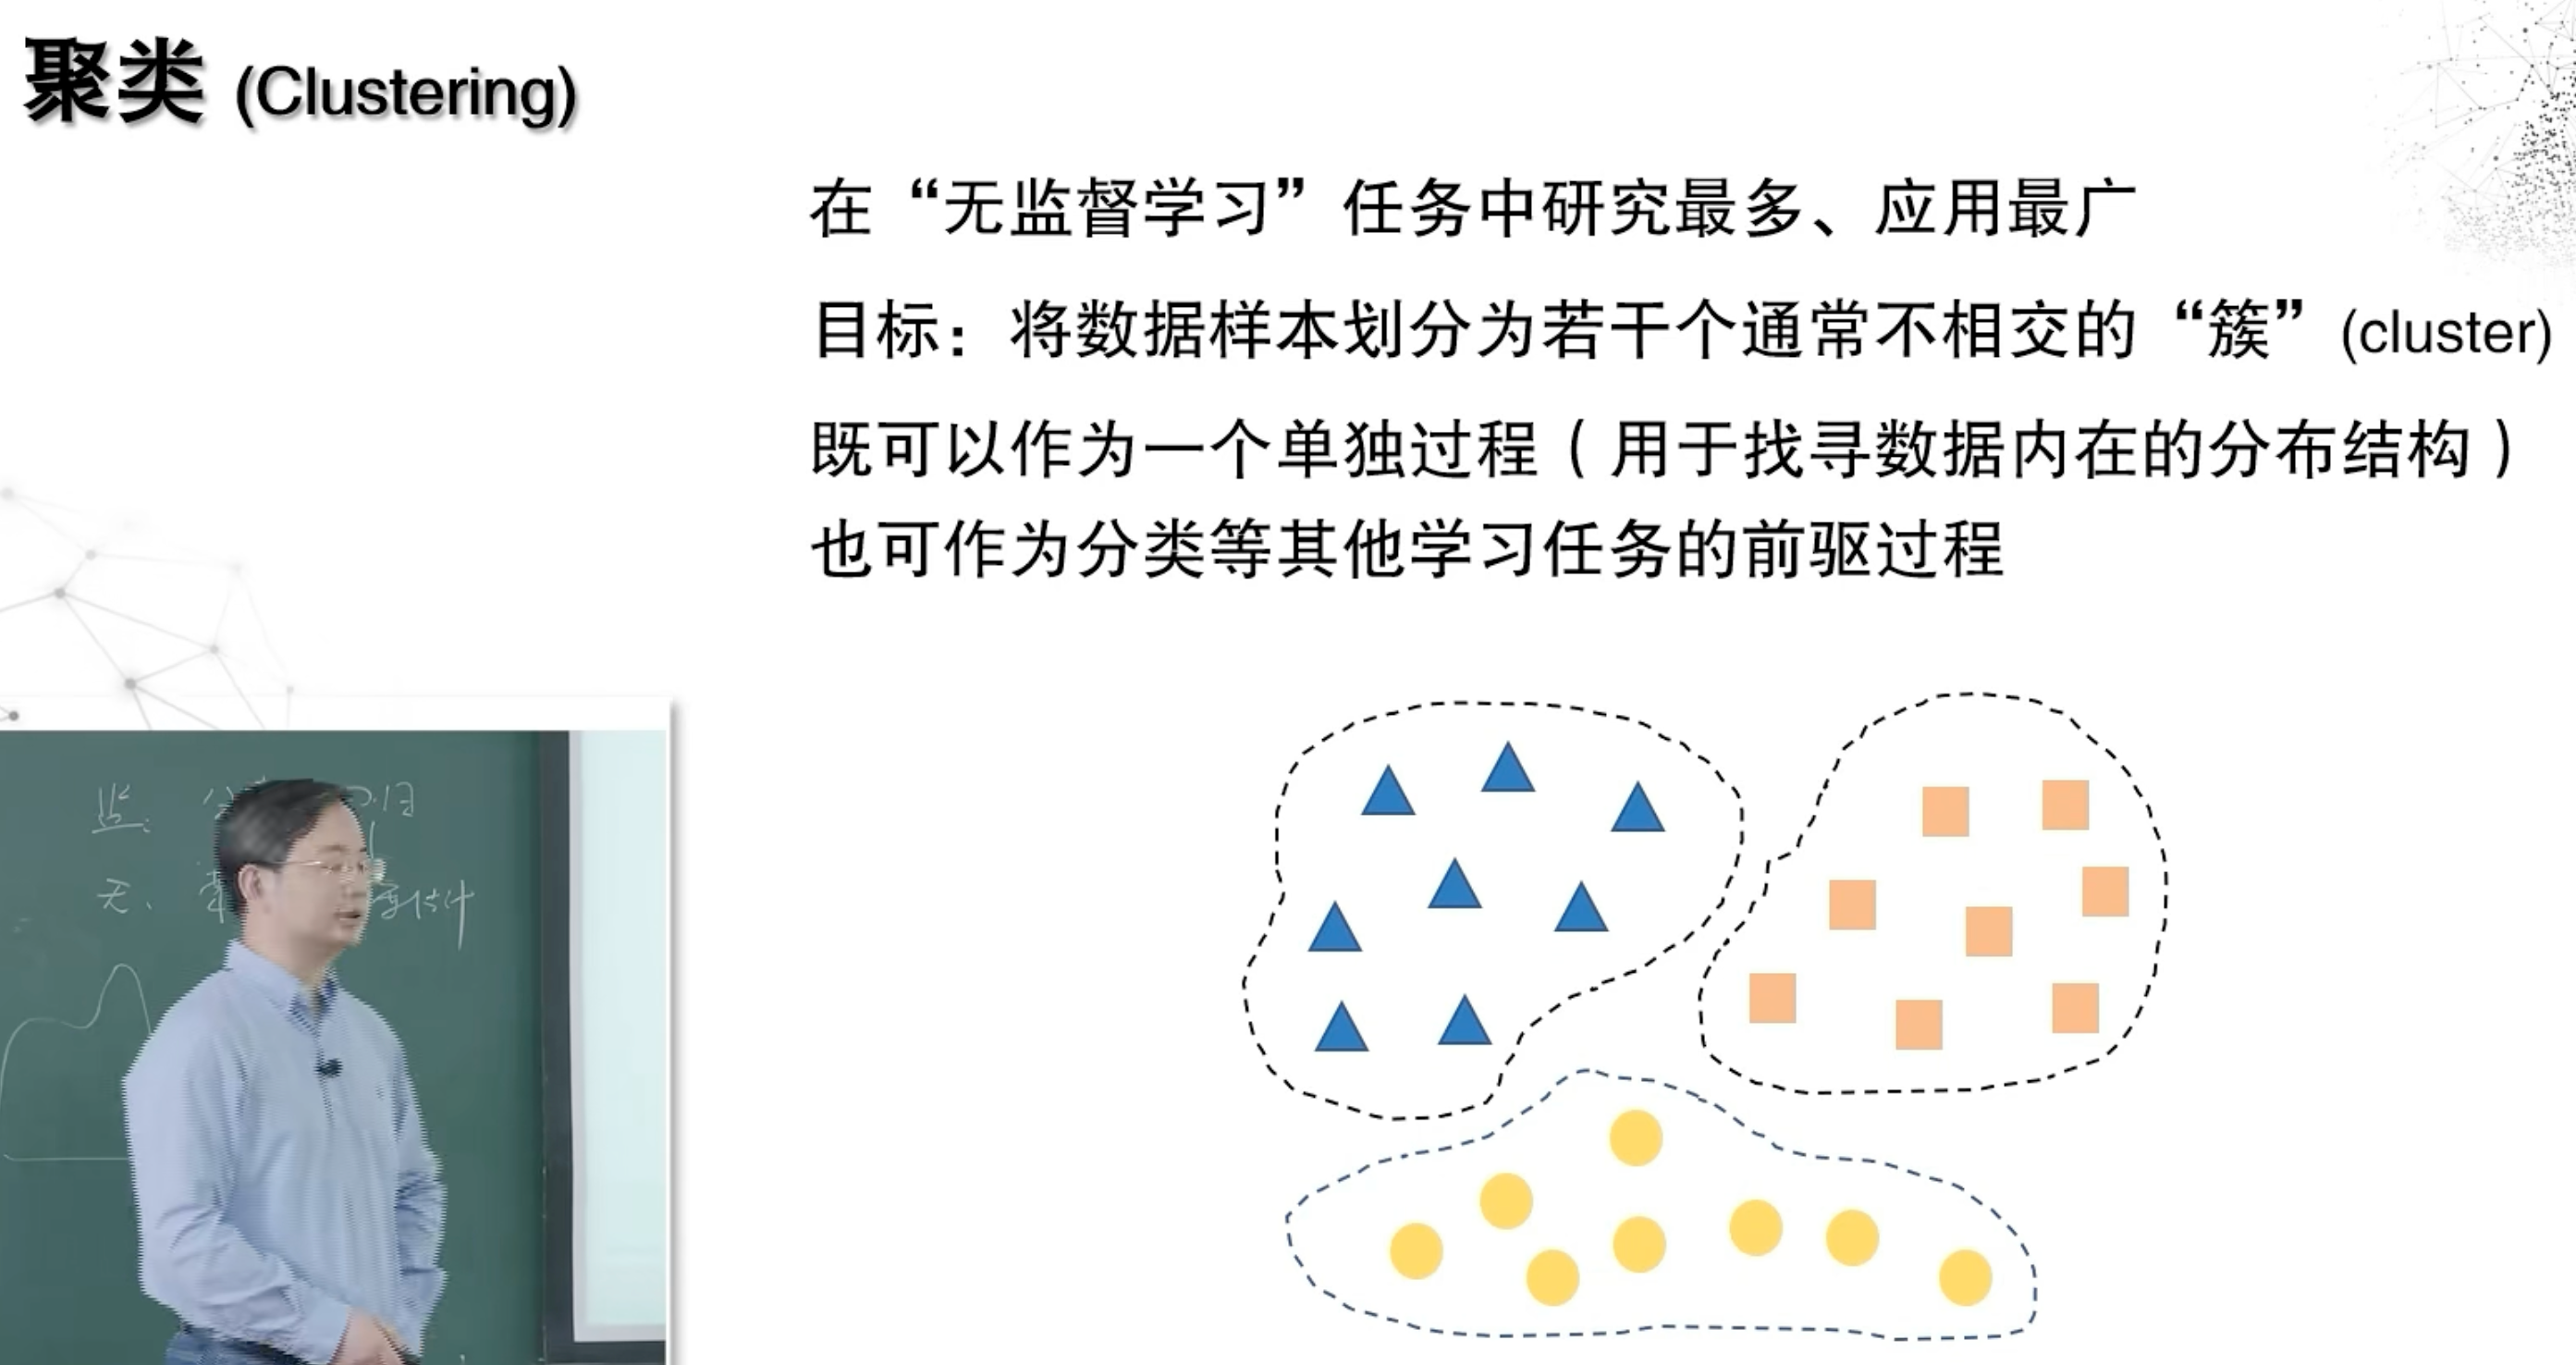 聚类 (Clustering)
在“无监督学习”任务中研究最多、应用最广
目标：将数据样本划分为若干个通常不相交的“簇”(cluster)
既可以作为一个单独过程（用于找寻数据内在的分布结构）
也可作为分类等其他学习任务的前驱过程
监：
无、